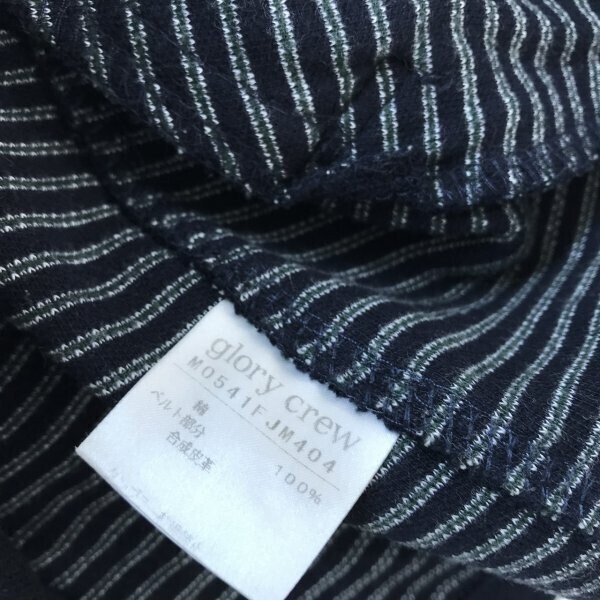 glory crew
M0541FJM404
綿 100%
ベルト部分
合成皮革